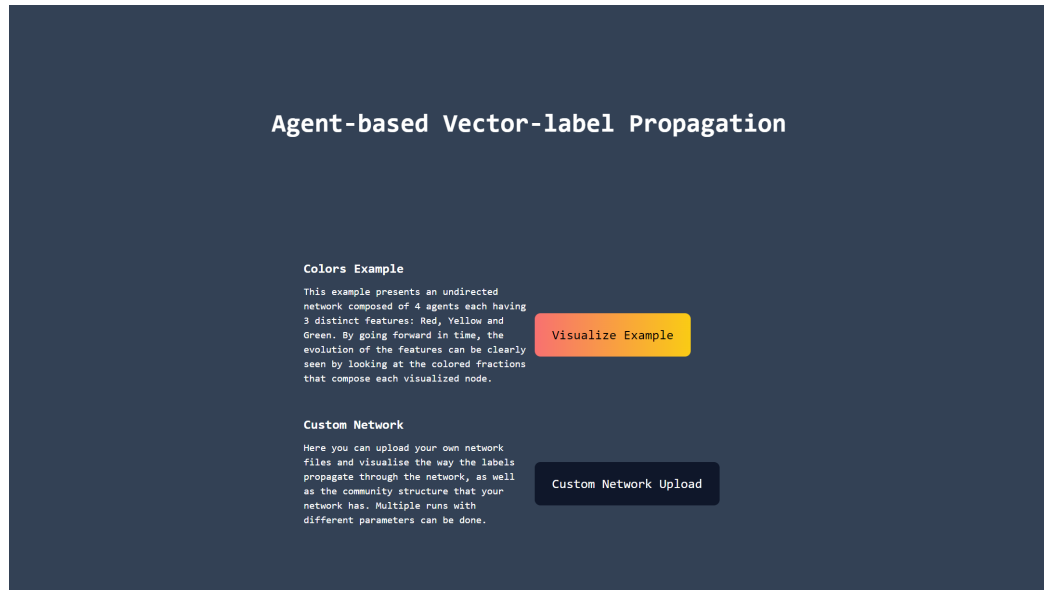 Agent-based Vector-label Propagation
Colors Example
This example presents an undirected
network composed of 4 agents each having
3 distinct features: Red, Yellow and
Green. By going forward in time, the
evolution of the features can be clearly
seen by looking at the colored fractions
that compose each visualized node.
Visualize Example
Custom Network
Here you can upload your own network
files and visualise the way the labels
propagate through the network, as well
as the community structure that your
network has. Multiple runs with
different parameters can be done.
Custom Network Upload